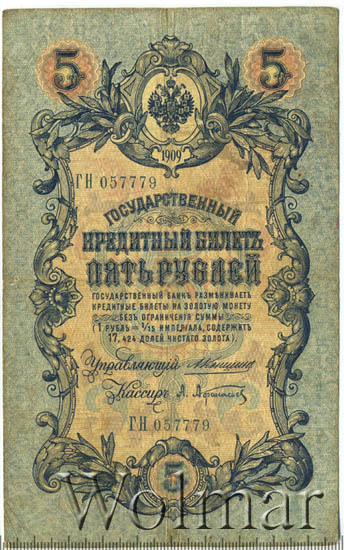 5 5
1909
ГН 057779
ГОСУДАРСТВЕННЫЙ
КРЕДИТНЫЙ БИЛЕТЪ
ПЯТЬ РУБЛЕЙ
ГОСУДАРСТВЕННЫЙ БАНКЪ РАЗМѢНИВАЕТЪ
КРЕДИТНЫЕ БИЛЕТЫ НА ЗОЛОТУЮ МОНЕТУ
БЕЗЪ ОГРАНИЧЕНІЯ СУММЫ
(1 РУБЛЬ = 1/15 ИМПЕРІАЛА, СОДЕРЖИТЪ
17,424 ДОЛЕЙ ЧИСТАГО ЗОЛОТА).
Управляющій
Кассиръ
ГН 057779
5
Wolmar